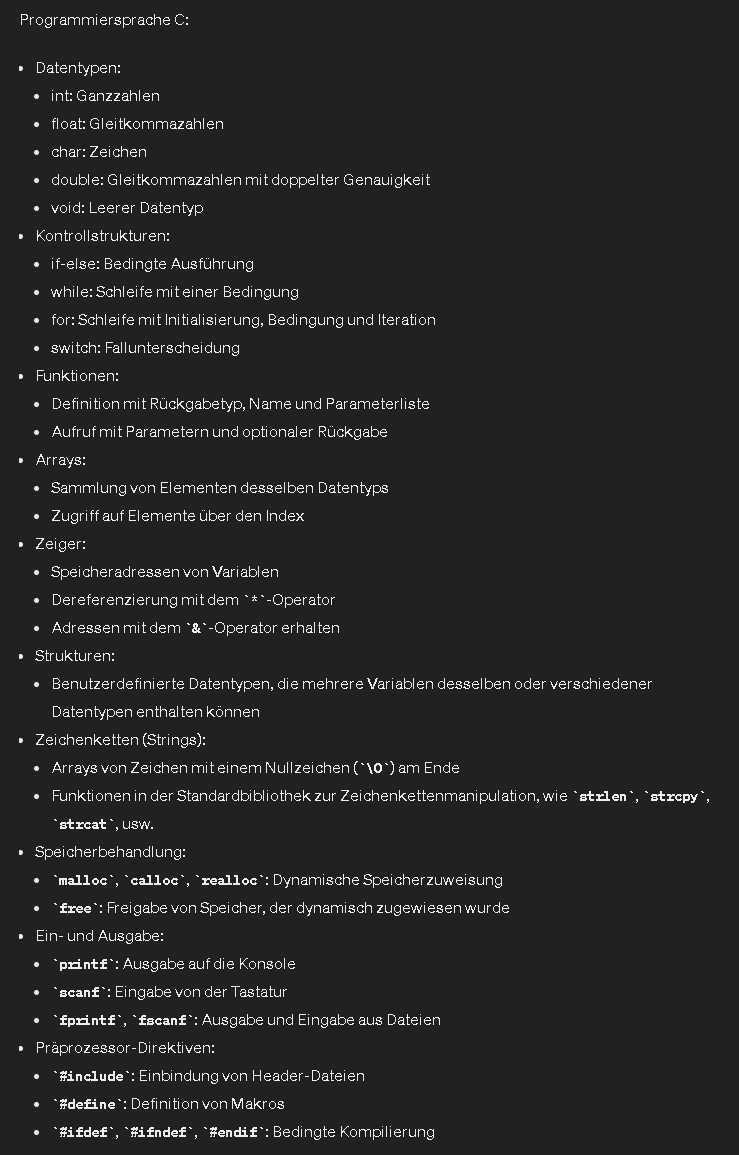 Programmiersprache C:
• Datentypen:
• int: Ganzzahlen
• float: Gleitkommazahlen
• char: Zeichen
• double: Gleitkommazahlen mit doppelter Genauigkeit
• void: Leerer Datentyp
• Kontrollstrukturen:
• if-else: Bedingte Ausführung
• while: Schleife mit einer Bedingung
• for: Schleife mit Initialisierung, Bedingung und Iteration
• switch: Fallunterscheidung
• Funktionen:
• Definition mit Rückgabetyp, Name und Parameterliste
• Aufruf mit Parametern und optionaler Rückgabe
• Arrays:
• Sammlung von Elementen desselben Datentyps
• Zugriff auf Elemente über den Index
• Zeiger:
• Speicheradressen von Variablen
• Dereferenzierung mit dem `*`-Operator
• Adressen mit dem `&`-Operator erhalten
• Strukturen:
• Benutzerdefinierte Datentypen, die mehrere Variablen desselben oder verschiedener
Datentypen enthalten können
• Zeichenketten (Strings):
• Arrays von Zeichen mit einem Nullzeichen (`\0`) am Ende
• Funktionen in der Standardbibliothek zur Zeichenkettenmanipulation, wie `strlen`, `strcpy`,
`strcat`, usw.
• Speicherbehandlung:
• `malloc`, `calloc`, `realloc`: Dynamische Speicherzuweisung
• `free`: Freigabe von Speicher, der dynamisch zugewiesen wurde
• Ein- und Ausgabe:
• `printf`: Ausgabe auf die Konsole
• `scanf`: Eingabe von der Tastatur
• `fprintf`, `fscanf`: Ausgabe und Eingabe aus Dateien
• Präprozessor-Direktiven:
• `#include`: Einbindung von Header-Dateien
• `#define`: Definition von Makros
• `#ifdef`, `#ifndef`, `#endif`: Bedingte Kompilierung